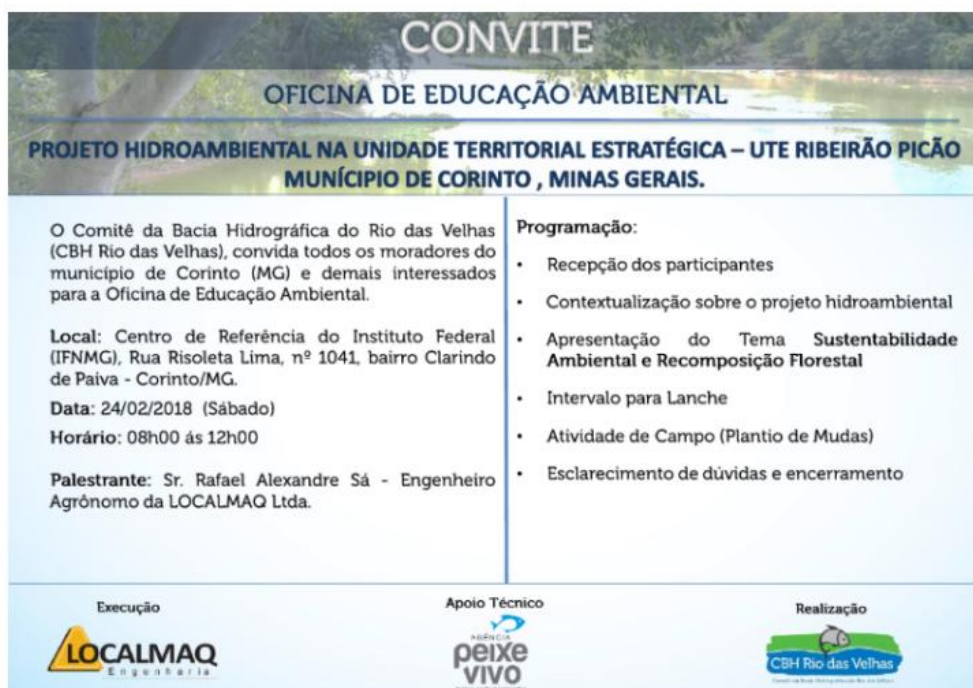 CONVITE
OFICINA DE EDUCAÇÃO AMBIENTAL
PROJETO HIDROAMBIENTAL NA UNIDADE TERRITORIAL ESTRATÉGICA – UTE RIBEIRÃO PICÃO
MUNÍCIPIO DE CORINTO , MINAS GERAIS.
O Comitê da Bacia Hidrográfica do Rio das Velhas
(CBH Rio das Velhas), convida todos os moradores do
município de Corinto (MG) e demais interessados
para a Oficina de Educação Ambiental.
Local: Centro de Referência do Instituto Federal
(IFNMG), Rua Risoleta Lima, nº 1041, bairro Clarindo
de Paiva - Corinto/MG.
Data: 24/02/2018 (Sábado)
Horário: 08h00 ás 12h00
Palestrante: Sr. Rafael Alexandre Sá - Engenheiro
Agrônomo da LOCALMAQ Ltda.
Programação:
• Recepção dos participantes
• Contextualização sobre o projeto hidroambiental
• Apresentação do Tema Sustentabilidade
Ambiental e Recomposição Florestal
• Intervalo para Lanche
• Atividade de Campo (Plantio de Mudas)
• Esclarecimento de dúvidas e encerramento
Execução
LOCALMAQ
Engenharia
Apoio Técnico
AGÊNCIA
peixe
vivo
Realização
CBH Rio das Velhas